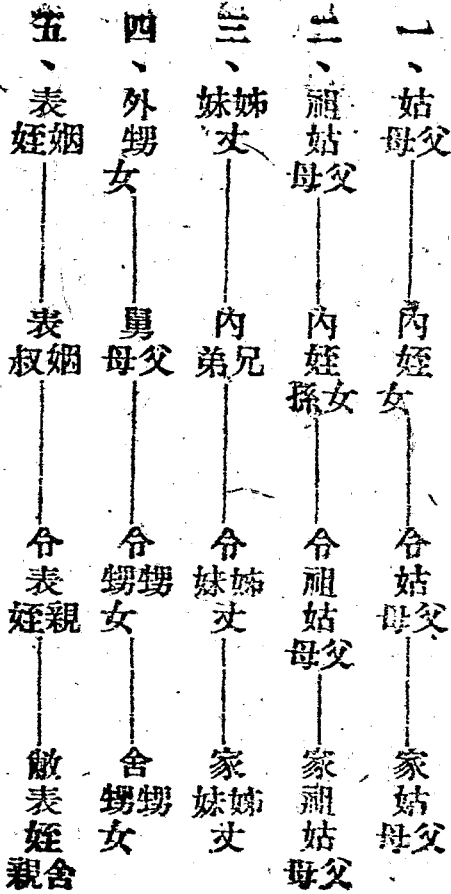 一、姑父母——內姪女——令姑父母——家姑父母
二、祖姑父母——內姪女孫——令祖姑父母——家祖姑父母
三、姊妹丈——內兄弟——令姊妹丈——家姊妹丈
四、外甥女——舅父母——令甥甥女——舍甥甥女
五、表姻姪——表姻叔——令表親姪——敝表姪舍親